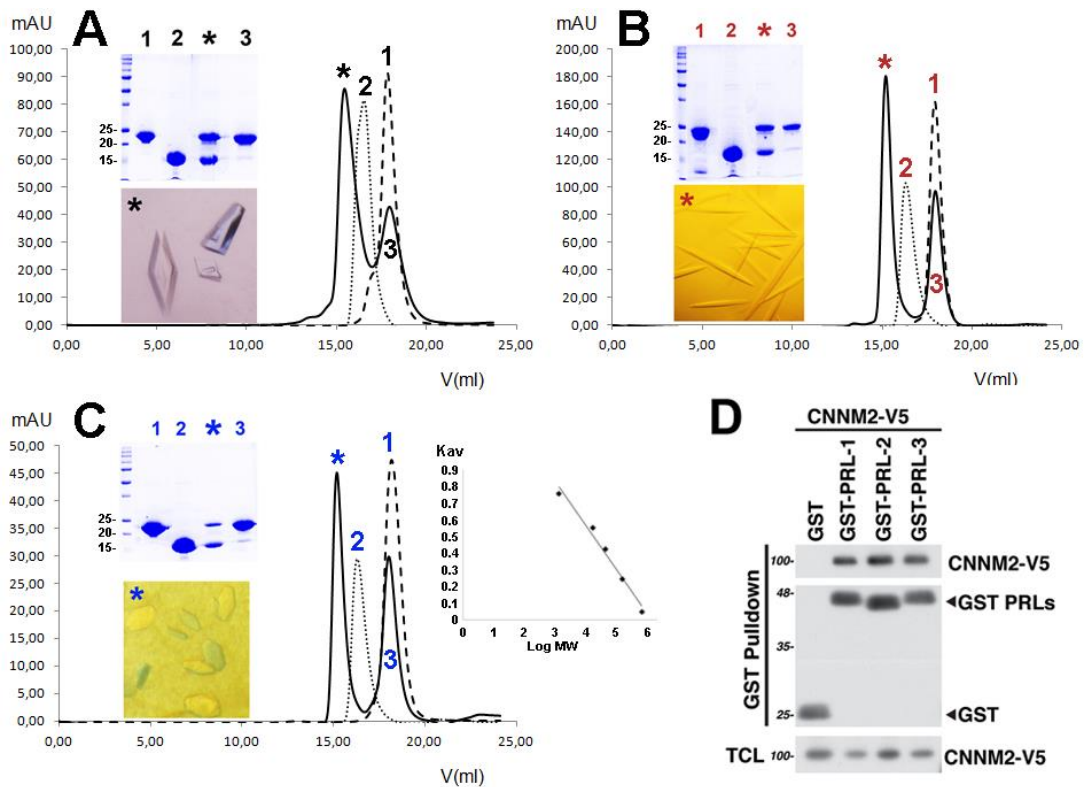 mAU
A
1 2 * 3
100,00
90,00
80,00
70,00
60,00
50,00
40,00
30,00
20,00
10,00
0,00
25-
20-
15-
*
*
2
1
3
0,00 5,00 10,00 15,00 20,00 25,00
V(ml)
mAU
B
1 2 * 3
200,00
180,00
160,00
140,00
120,00
100,00
80,00
60,00
40,00
20,00
0,00
25-
20-
15-
*
*
1
2
3
0,00 5,00 10,00 15,00 20,00 25,00
V(ml)
mAU
C
1 2 * 3
50,00
45,00
40,00
35,00
30,00
25,00
20,00
15,00
10,00
5,00
0,00
25-
20-
15-
*
*
1
2
3
0,00 5,00 10,00 15,00 20,00 25,00
V(ml)
Kav
0.9
0.8
0.7
0.6
0.5
0.4
0.3
0.2
0.1
0
0 1 2 3 4 5 6
Log MW
D
CNNM2-V5
GST
GST-PRL-1
GST-PRL-2
GST-PRL-3
GST Pulldown
100- CNNM2-V5
48- ◄GST PRLs
35-
25- ◄GST
TCL 100- CNNM2-V5